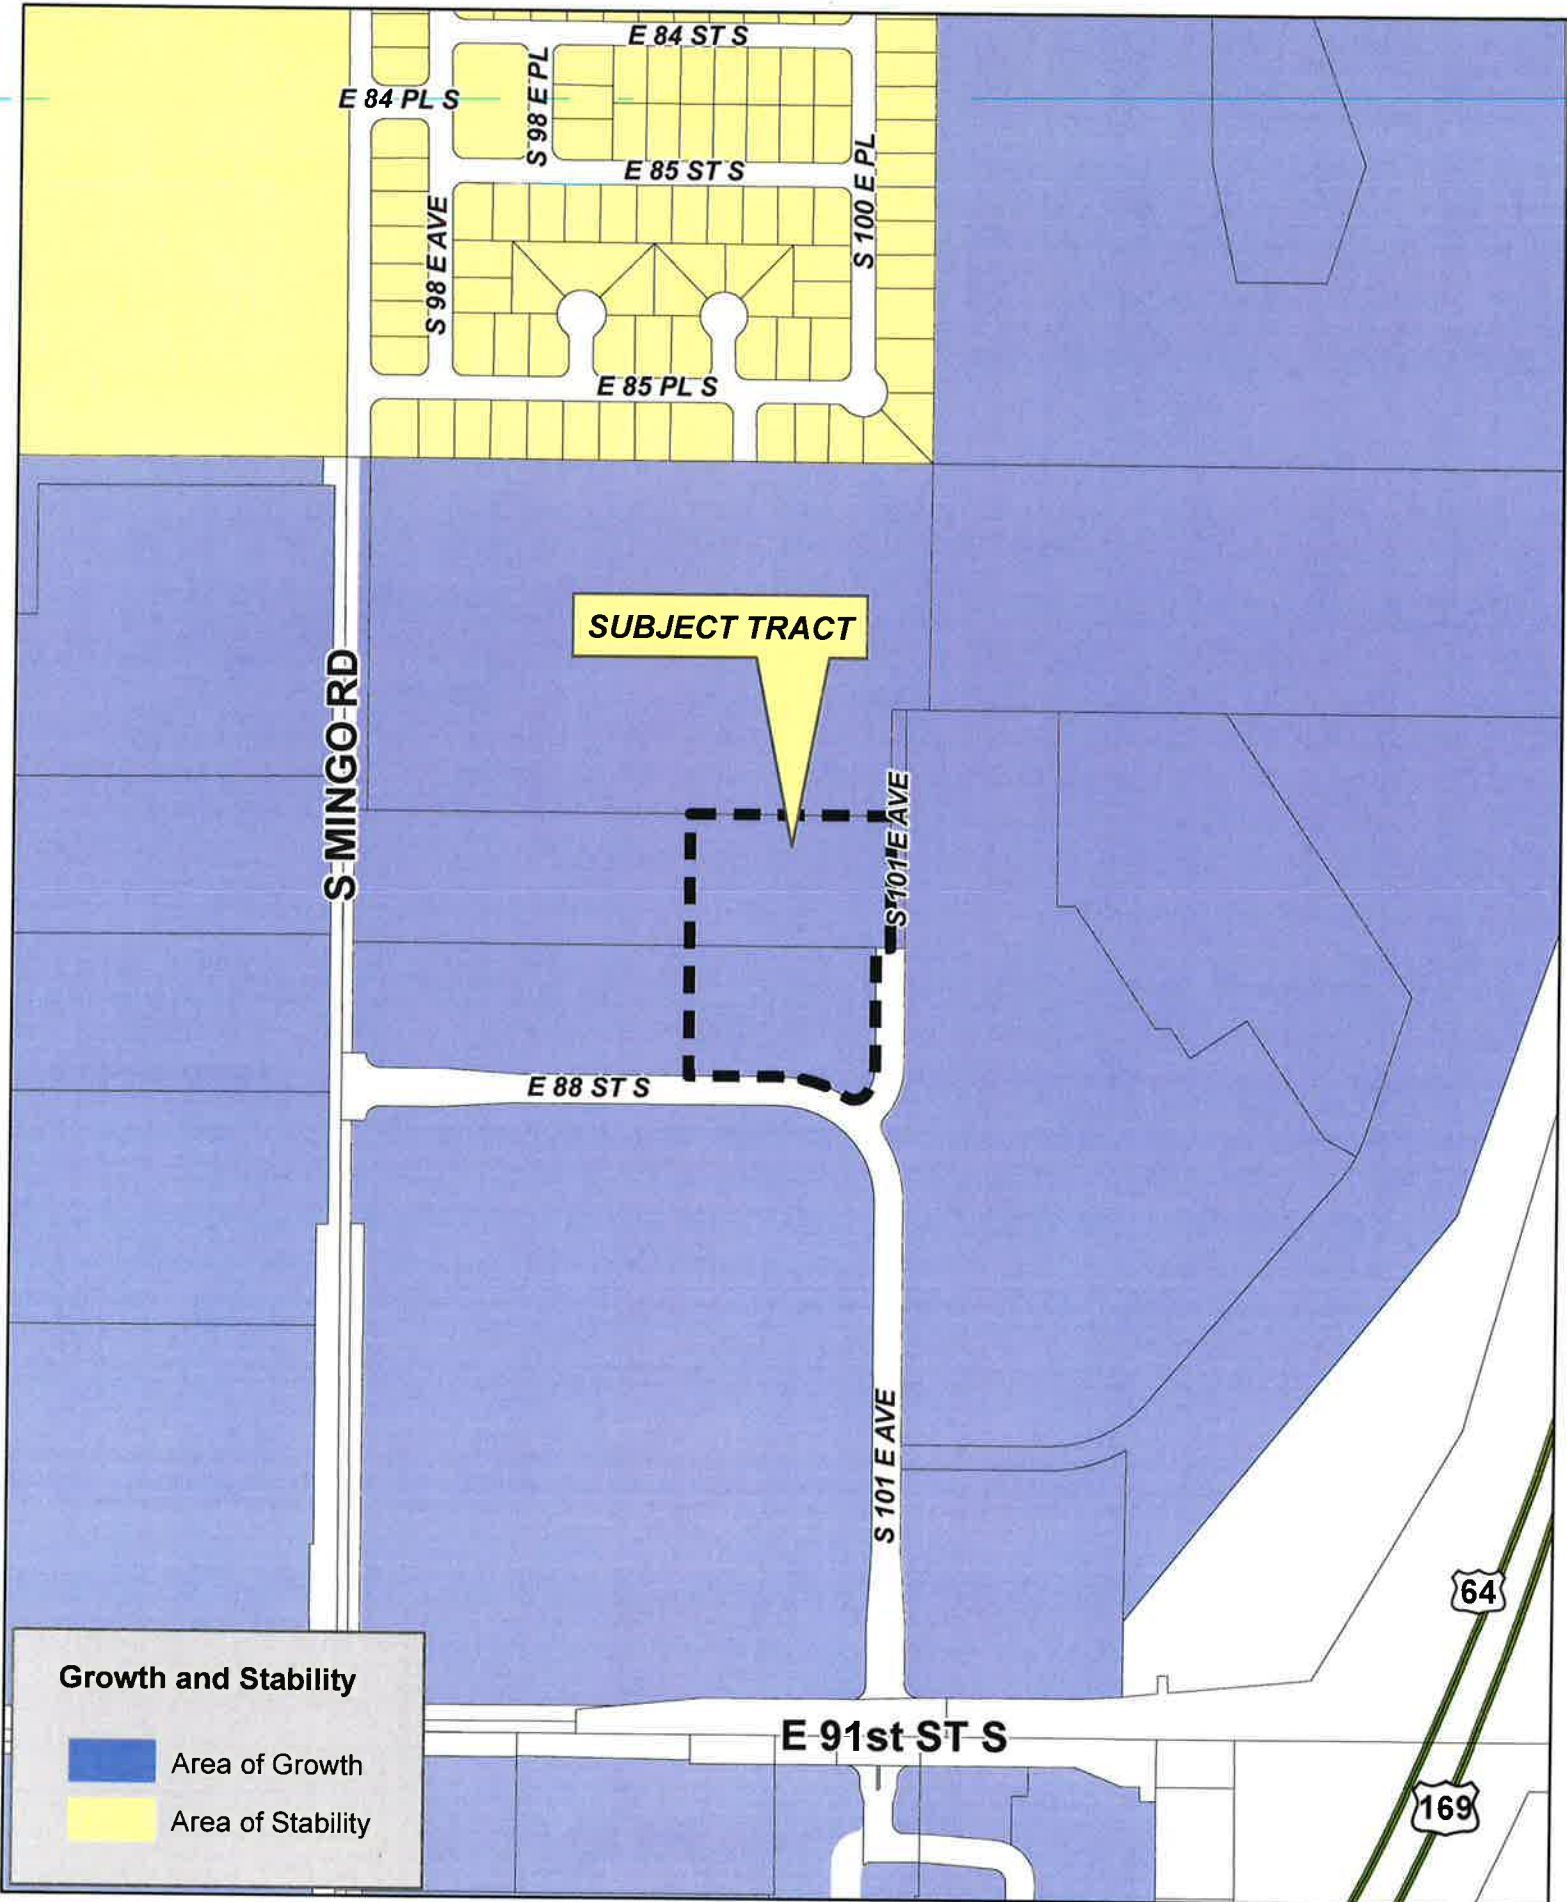 E 84 ST S
E 84 PL S
S 98 E PL
E 85 ST S
S 100 E PL
S 98 E AVE
E 85 PL S
SUBJECT TRACT
S MINGO RD
S 101 E AVE
E 88 ST S
S 101 E AVE
64
Growth and Stability
Area of Growth
Area of Stability
E 91st ST S
169